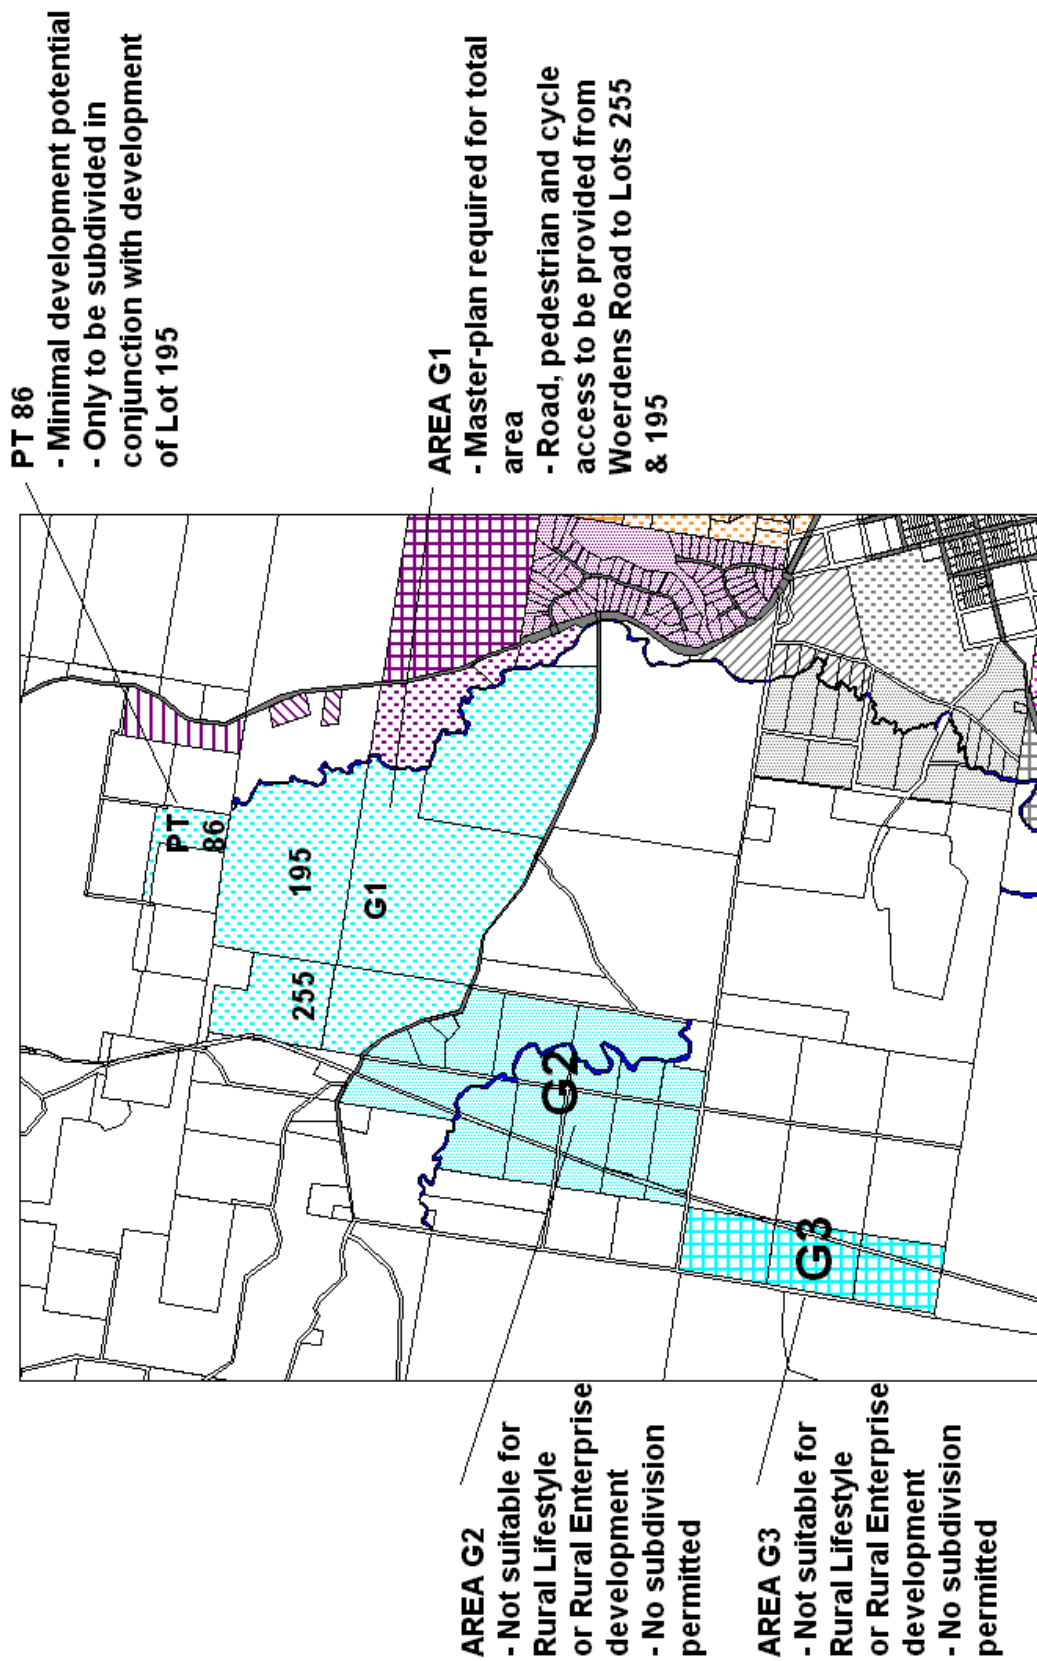 PT 86
- Minimal development potential
- Only to be subdivided in
conjunction with development
of Lot 195
AREA G1
- Master-plan required for total
area
- Road, pedestrian and cycle
access to be provided from
Woerdens Road to Lots 255
& 195
PT
86
195
G1
255
G2
G3
AREA G2
- Not suitable for
Rural Lifestyle
or Rural Enterprise
development
- No subdivision
permitted
AREA G3
- Not suitable for
Rural Lifestyle
or Rural Enterprise
development
- No subdivision
permitted